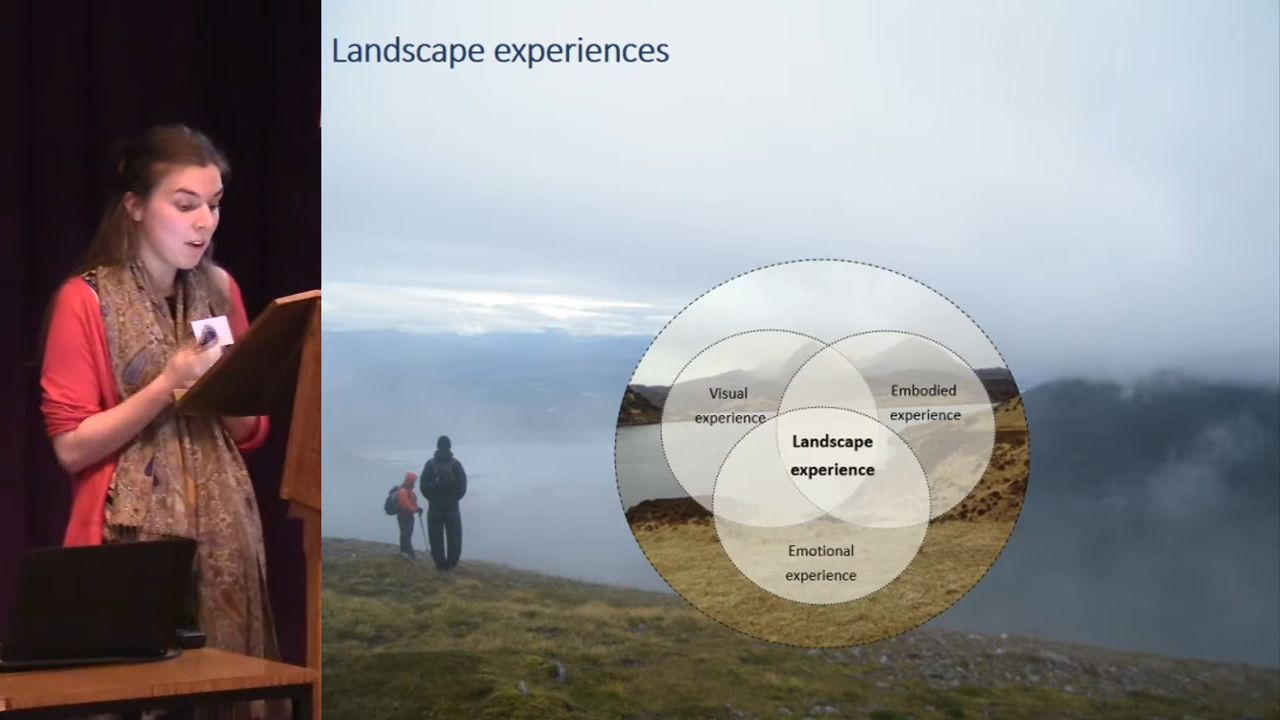 Landscape experiences
Visual
experience
Embodied
experience
Landscape
experience
Emotional
experience